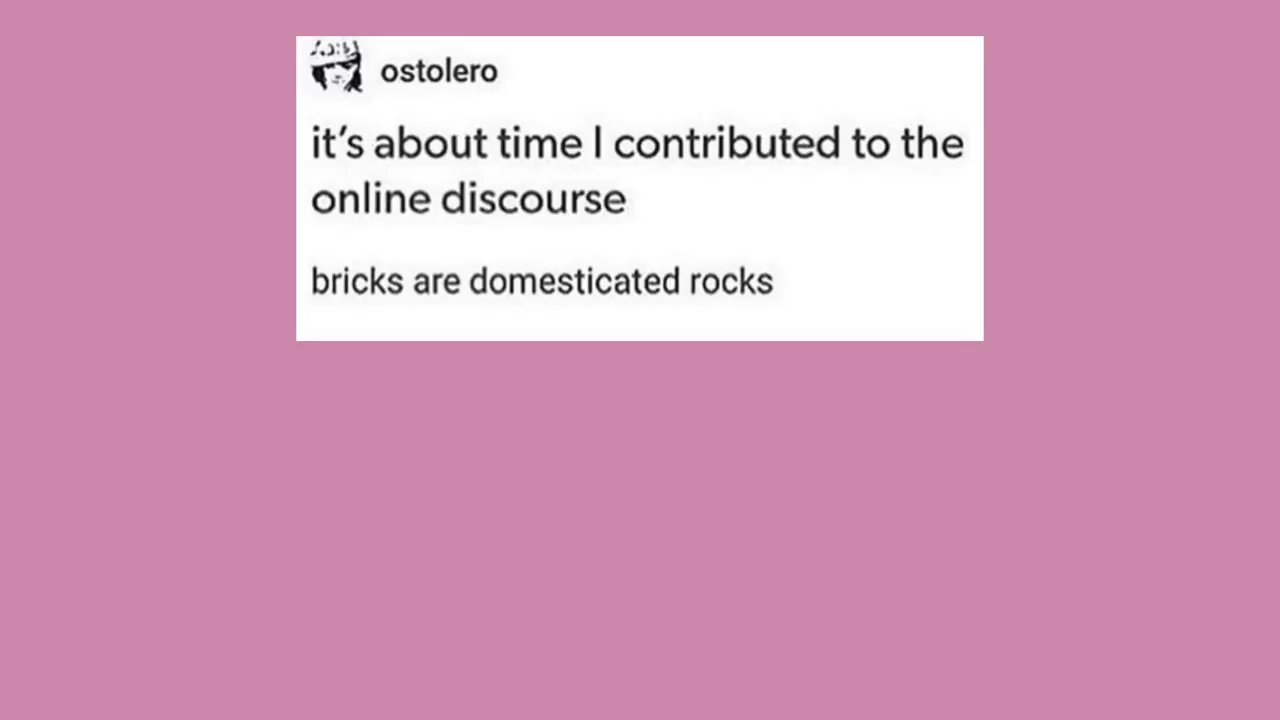 ostolero
it's about time I contributed to the
online discourse
bricks are domesticated rocks